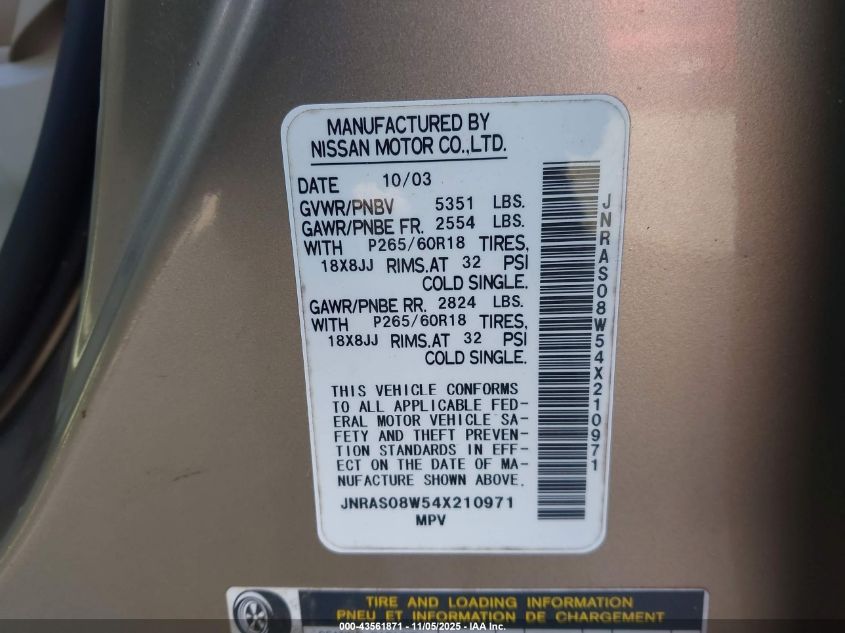 MANUFACTURED BY
NISSAN MOTOR CO.,LTD.
DATE 10/03
GVWR/PNBV 5351 LBS.
GAWR/PNBE FR. 2554 LBS.
WITH P265/60R18 TIRES,
18X8JJ RIMS.AT 32 PSI
COLD SINGLE.
GAWR/PNBE RR. 2824 LBS.
WITH P265/60R18 TIRES,
18X8JJ RIMS.AT 32 PSI
COLD SINGLE.
THIS VEHICLE CONFORMS
TO ALL APPLICABLE FED-
ERAL MOTOR VEHICLE SA-
FETY AND THEFT PREVEN-
TION STANDARDS IN EFF-
ECT ON THE DATE OF MA-
NUFACTURE SHOWN ABOVE.
JNRAS08W54X210971
MPV
JNRAS08W54X210971
TIRE AND LOADING INFORMATION
PNEU ET INFORMATION DE CHARGEMENT
000-43561871 - 11/05/2025 - IAA Inc.